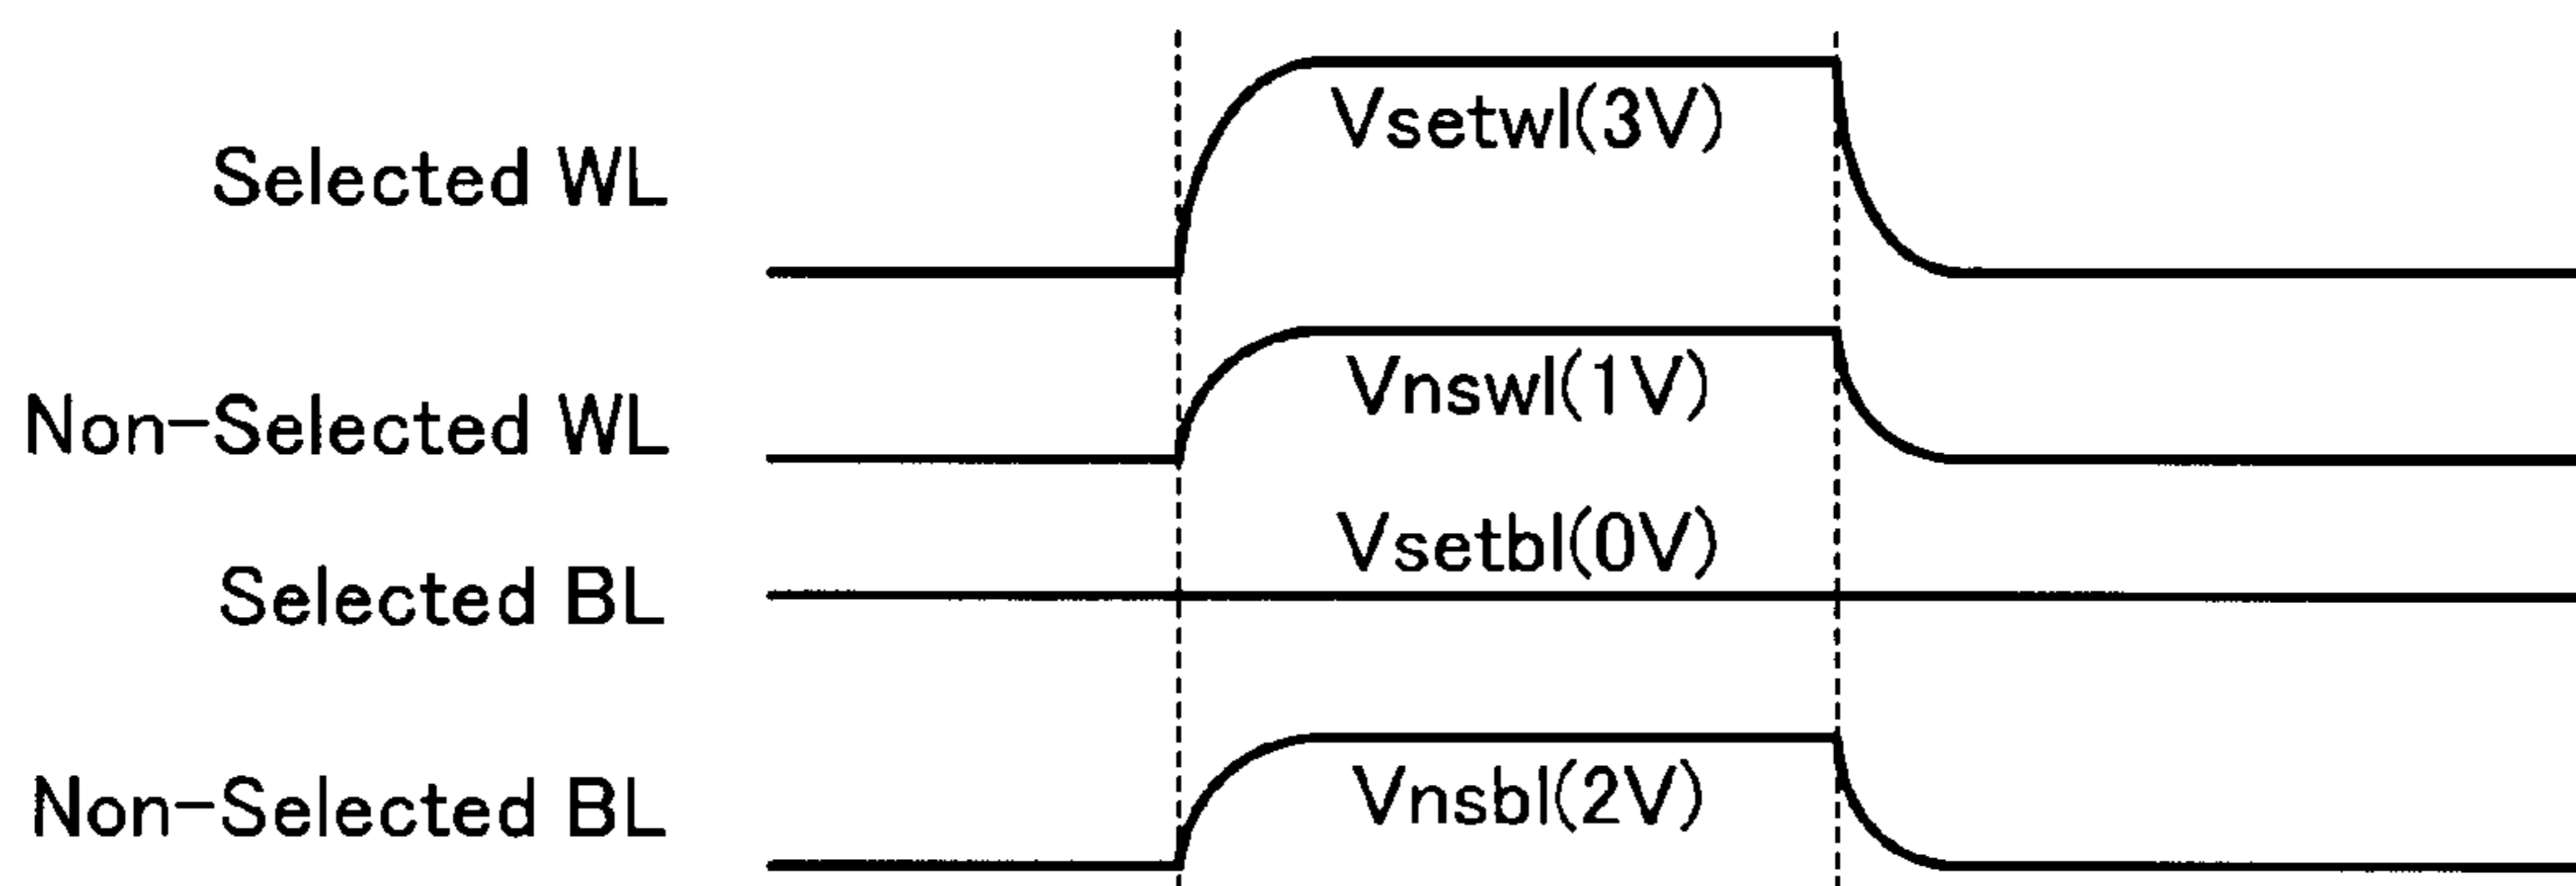 Vsetwl(3V)
Selected WL
Vnswl(1V)
Non-Selected WL
Vsetbl(0V)
Selected BL
Vnsbl(2V)
Non-Selected BL